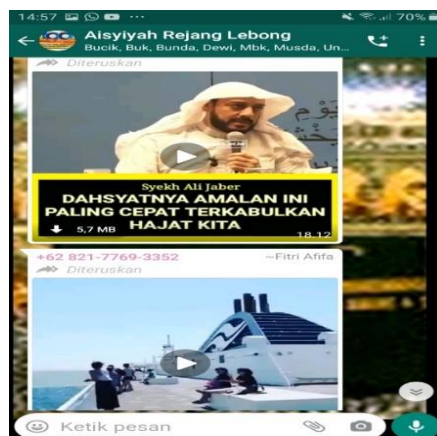 14:57 ... 70%
Aisyiyah Rejang Lebong
Bucik, Buk, Bunda, Dewi, Mbk, Musda, Un...
Diteruskan
Syekh Ali Jaber
DAHSYATNYA AMALAN INI
PALING CEPAT TERKABULKAN
HAJAT KITA
5,7 MB
18.12
+62 821-7769-3352 ~Fitri Afifa
Diteruskan
Ketik pesan